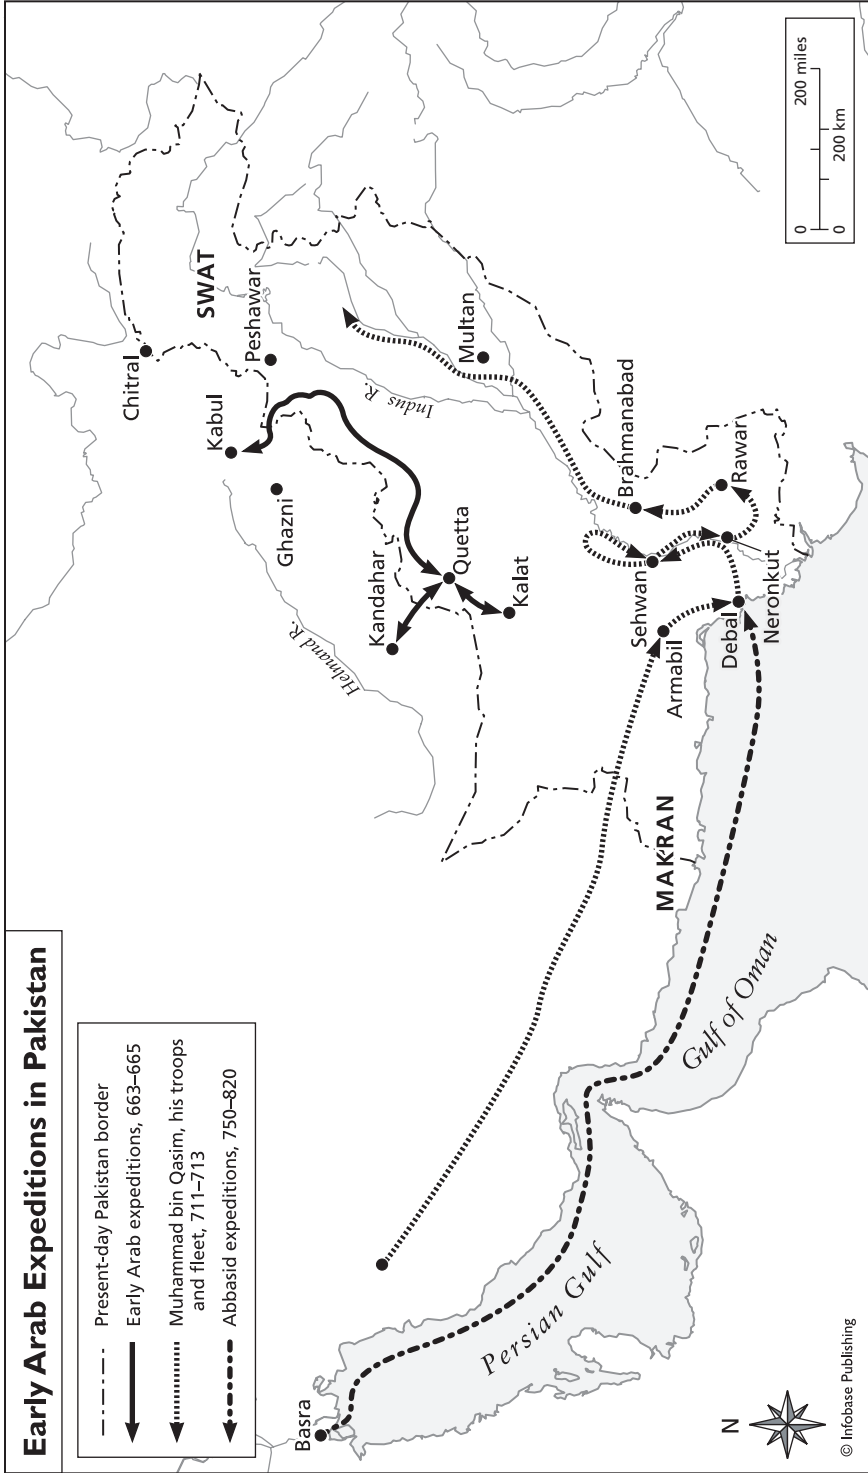 Early Arab Expeditions in Pakistan
Present-day Pakistan border
Early Arab expeditions, 663–665
Muhammad bin Qasim, his troops
and fleet, 711–713
Abbasid expeditions, 750–820
Chitral
SWAT
Kabul
Peshawar
Ghazni
Indus R.
Multan
Kandahar
Quetta
Helmand R.
Kalat
Brahmanabad
Rawar
Sehwan
Armabil
Debal
Neronkut
MAKRAN
Gulf of Oman
Persian Gulf
Basra
N
0 200 miles
0 200 km
© Infobase Publishing